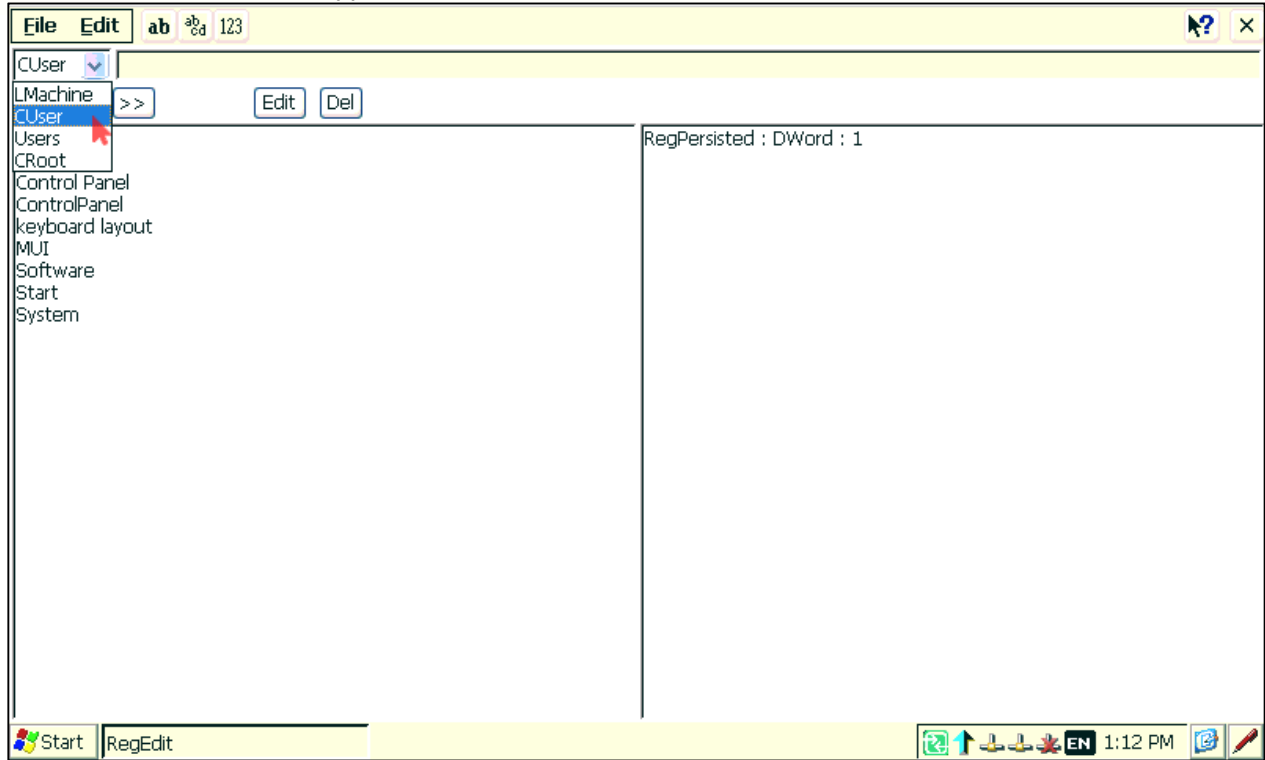 File Edit ab ab cd 123 ?
CUser
LMachine
>> Edit Del
CUser
Users
CRoot
RegPersisted : DWord : 1
Control Panel
ControlPanel
keyboard layout
MUI
Software
Start
System
Start RegEdit EN 1:12 PM